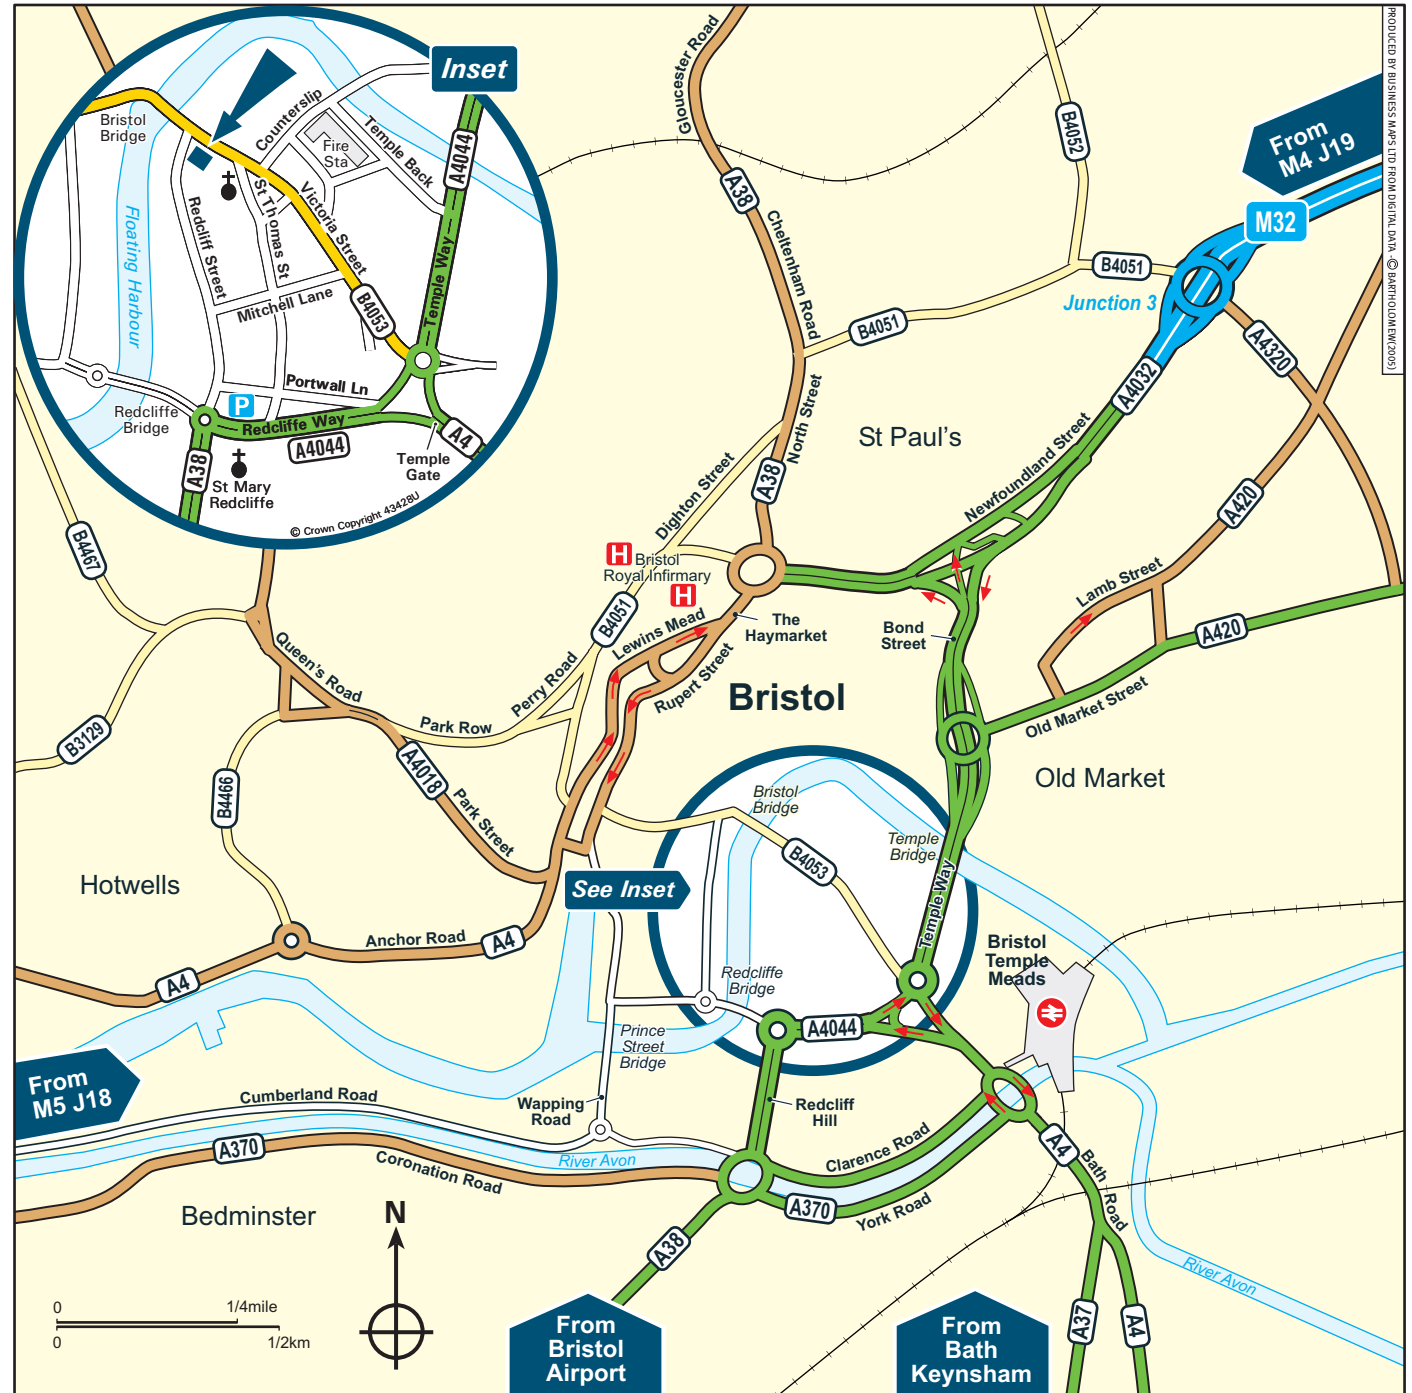 Inset
Bristol
Bridge
Counterslip
Fire
Sta
Temple Back
A4044
Floating Harbour
Redcliff Street
St Thomas St
Victoria Street
Temple Way
Mitchell Lane
B4053
Portwall Ln
P
Redcliffe
Bridge
Redcliffe Way
A4044
A4
A38
Temple
Gate
St Mary
Redcliffe
© Crown Copyright 43428U
PRODUCED BY BUSINESS MAPS LTD FROM DIGITAL DATA - © BARTHOLOMEW(2005)
Gloucester Road
B4052
From
M4 J19
A38
M32
Cheltenham Road
B4051
Junction 3
B4051
A4320
A4032
North Street
St Paul's
Newfoundland Street
A38
Dighton Street
A420
B4467
H
Bristol
Royal Infirmary
H
Lamb Street
B4051
Lewins Mead
The
Haymarket
Bond
Street
A420
Queen's Road
Perry Road
Rupert Street
Bristol
Park Row
Old Market Street
B3129
A4018
B4466
Park Street
Old Market
Bristol
Bridge
Temple
Bridge
B4053
Hotwells
See Inset
Temple Way
Anchor Road
A4
A4
Bristol
Temple
Meads
Redcliffe
Bridge
A4044
Prince
Street
Bridge
From
M5 J18
Cumberland Road
Wapping
Road
Redcliff
Hill
A370
Coronation Road
River Avon
Clarence Road
A4
Bath Road
A370
York Road
Bedminster
N
A38
River Avon
0
1/4mile
0
1/2km
From
Bristol
Airport
From
Bath
Keynsham
A37
A4